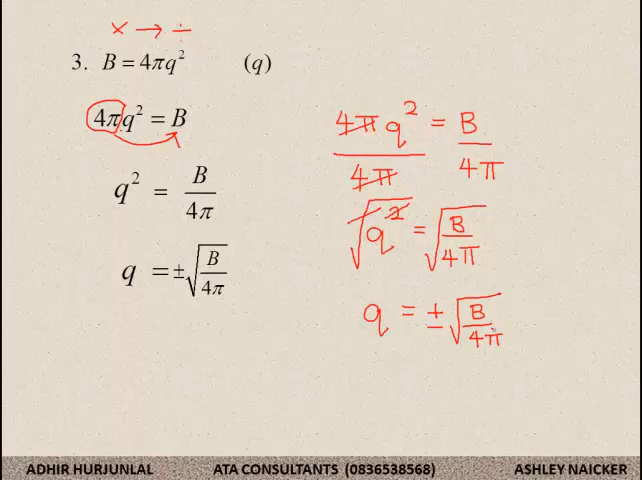 × → ÷
3. B = 4πq² (q)
4πq² = B
q² = B/4π
q = ±√(B/4π)
4πq²/4π = B/4π
√q² = √(B/4π)
q = ±√(B/4π)
ADHIR HURJUNLAL ATA CONSULTANTS (0836538568) ASHLEY NAICKER